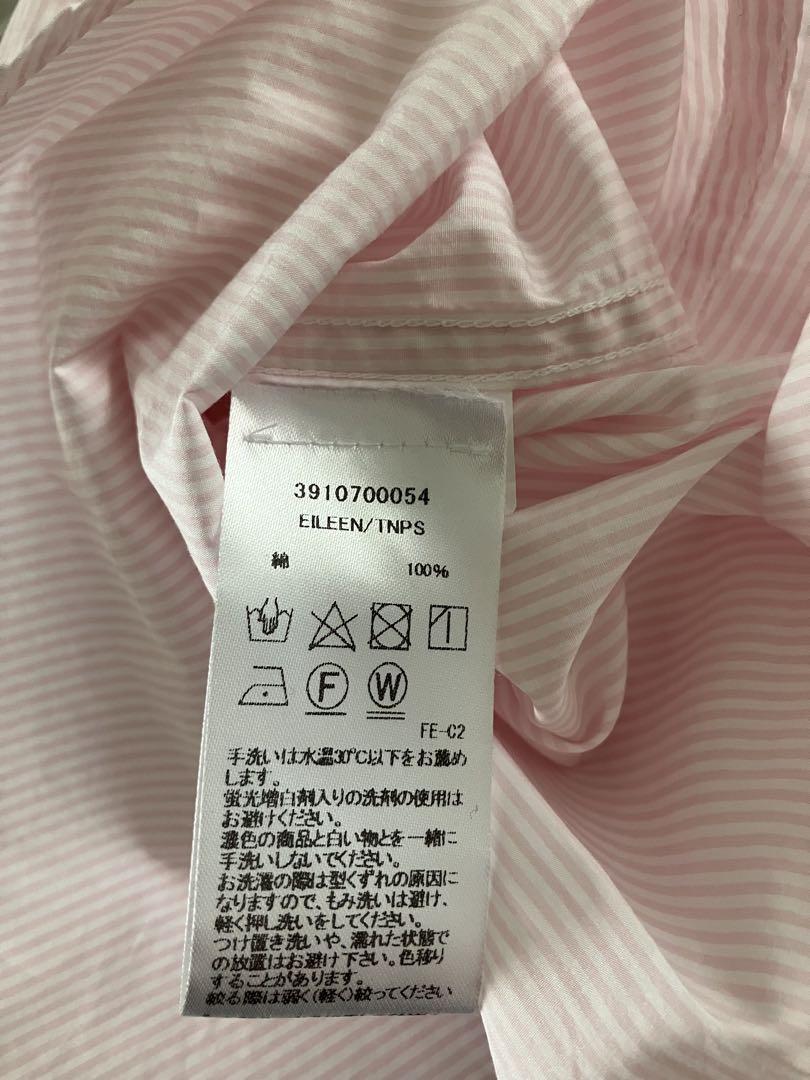 3910700054
EILEEN/TNPS
綿 100%
F W
FE-C2
手洗いは水温30℃以下をお薦め
します。
蛍光増白剤入りの洗剤の使用は
お避けください。
濃色の商品と白い物とを一緒に
手洗いしないでください。
お洗濯の際は型くずれの原因に
なりますので、もみ洗いは避け、
軽く押し洗いをしてください。
つけ置き洗いや、濡れた状態で
の放置はお避け下さい。色移り
することがあります。
絞る際は弱く(軽く)絞ってください